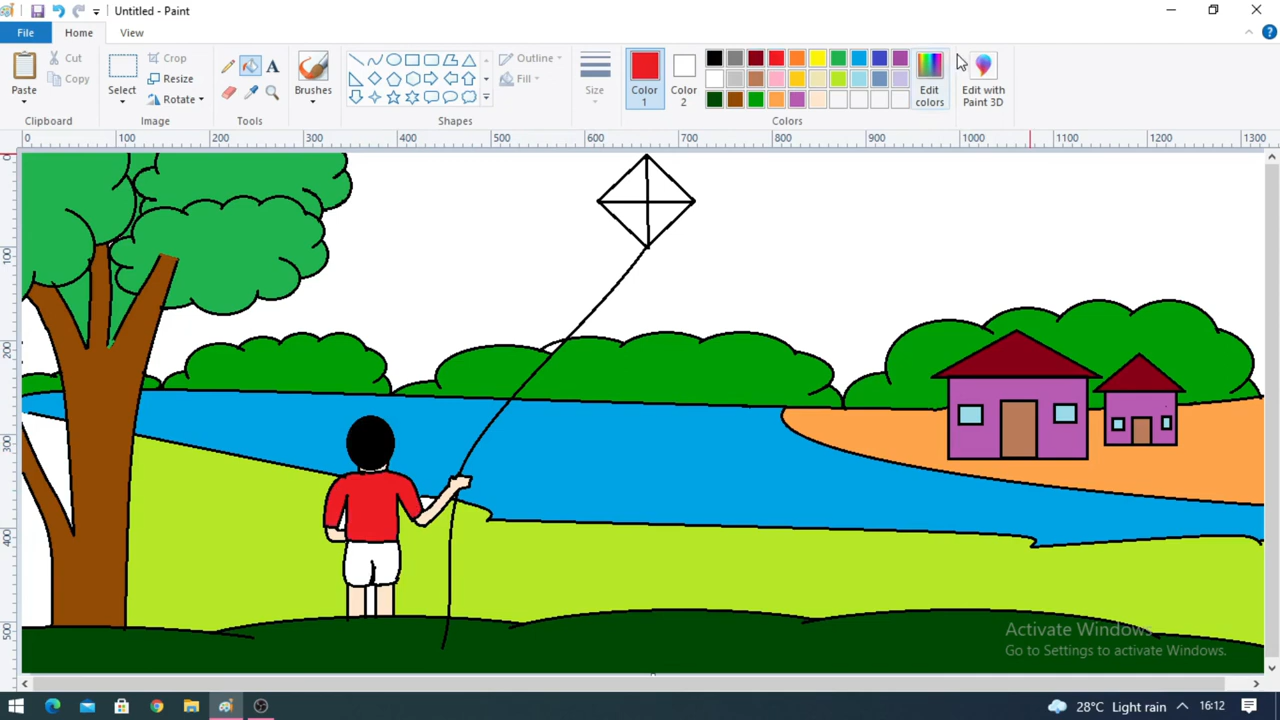 Untitled - Paint
File
Home
View
Paste
Cut
Copy
Clipboard
Select
Crop
Resize
Rotate
Image
A
Tools
Brushes
Outline
Fill
Shapes
Size
Color
1
Color
2
Edit
colors
Colors
Edit with
Paint 3D
0 100 200 300 400 500 600 700 800 900 1000 1100 1200 1300
0
100
200
300
400
500
Activate Windows
Go to Settings to activate Windows.
28°C Light rain
16:12